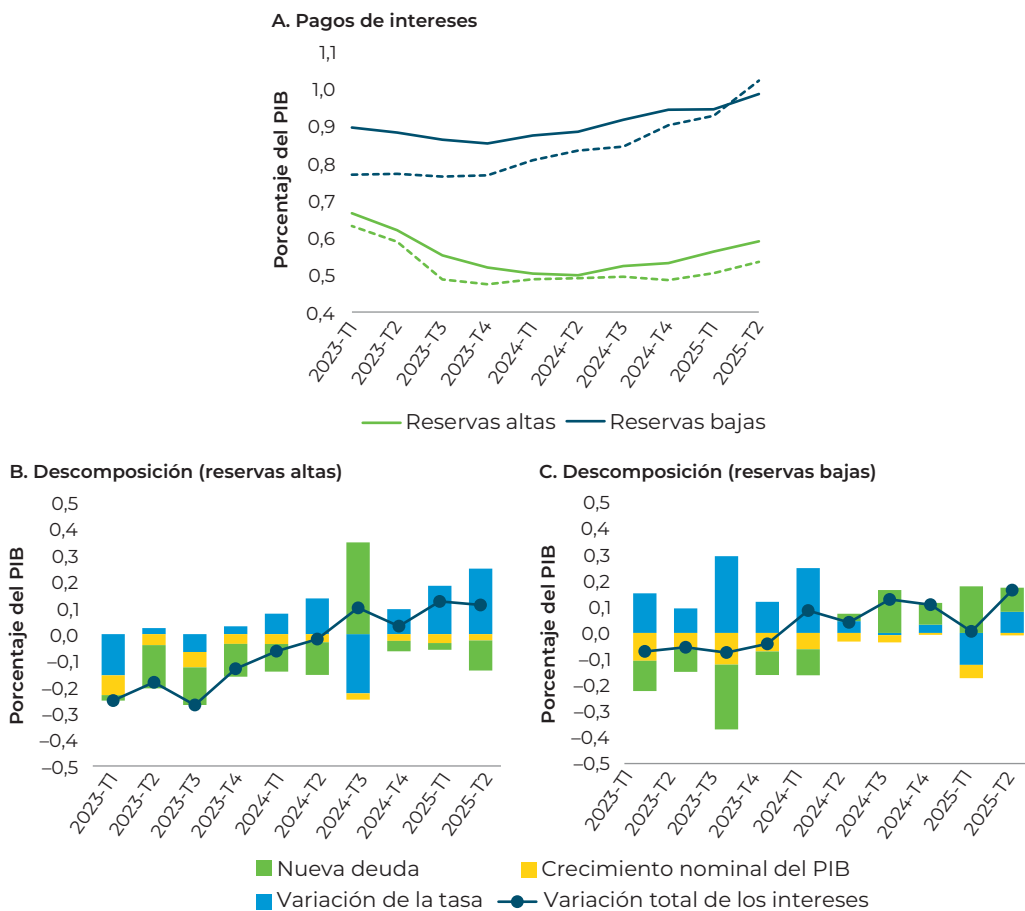 A. Pagos de intereses
Porcentaje del PIB
1,1
1,0
0,9
0,8
0,7
0,6
0,5
0,4
2023-T1
2023-T2
2023-T3
2023-T4
2024-T1
2024-T2
2024-T3
2024-T4
2025-T1
2025-T2
Reservas altas
Reservas bajas
B. Descomposición (reservas altas)
Porcentaje del PIB
0,5
0,4
0,3
0,2
0,1
0,0
–0,1
–0,2
–0,3
–0,4
–0,5
2023-T1
2023-T2
2023-T3
2023-T4
2024-T1
2024-T2
2024-T3
2024-T4
2025-T1
2025-T2
C. Descomposición (reservas bajas)
Porcentaje del PIB
0,5
0,4
0,3
0,2
0,1
0,0
–0,1
–0,2
–0,3
–0,4
–0,5
2023-T1
2023-T2
2023-T3
2023-T4
2024-T1
2024-T2
2024-T3
2024-T4
2025-T1
2025-T2
Nueva deuda
Crecimiento nominal del PIB
Variación de la tasa
Variación total de los intereses